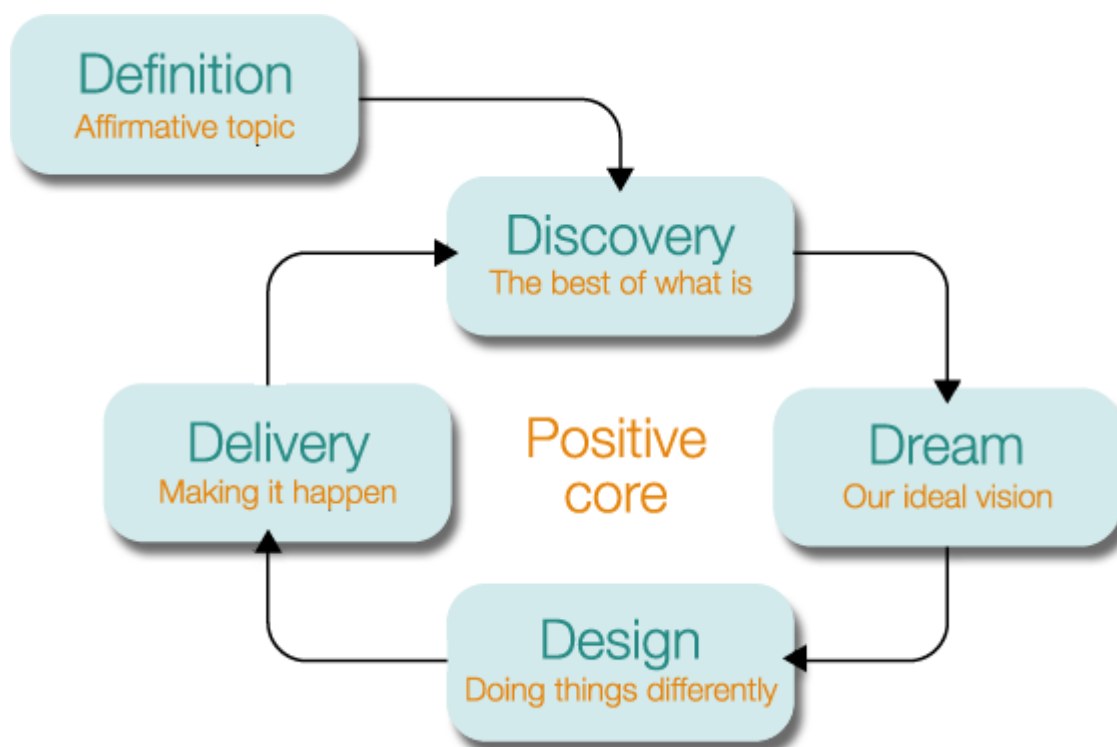 Definition
Affirmative topic
Discovery
The best of what is
Delivery
Making it happen
Positive
core
Dream
Our ideal vision
Design
Doing things differently